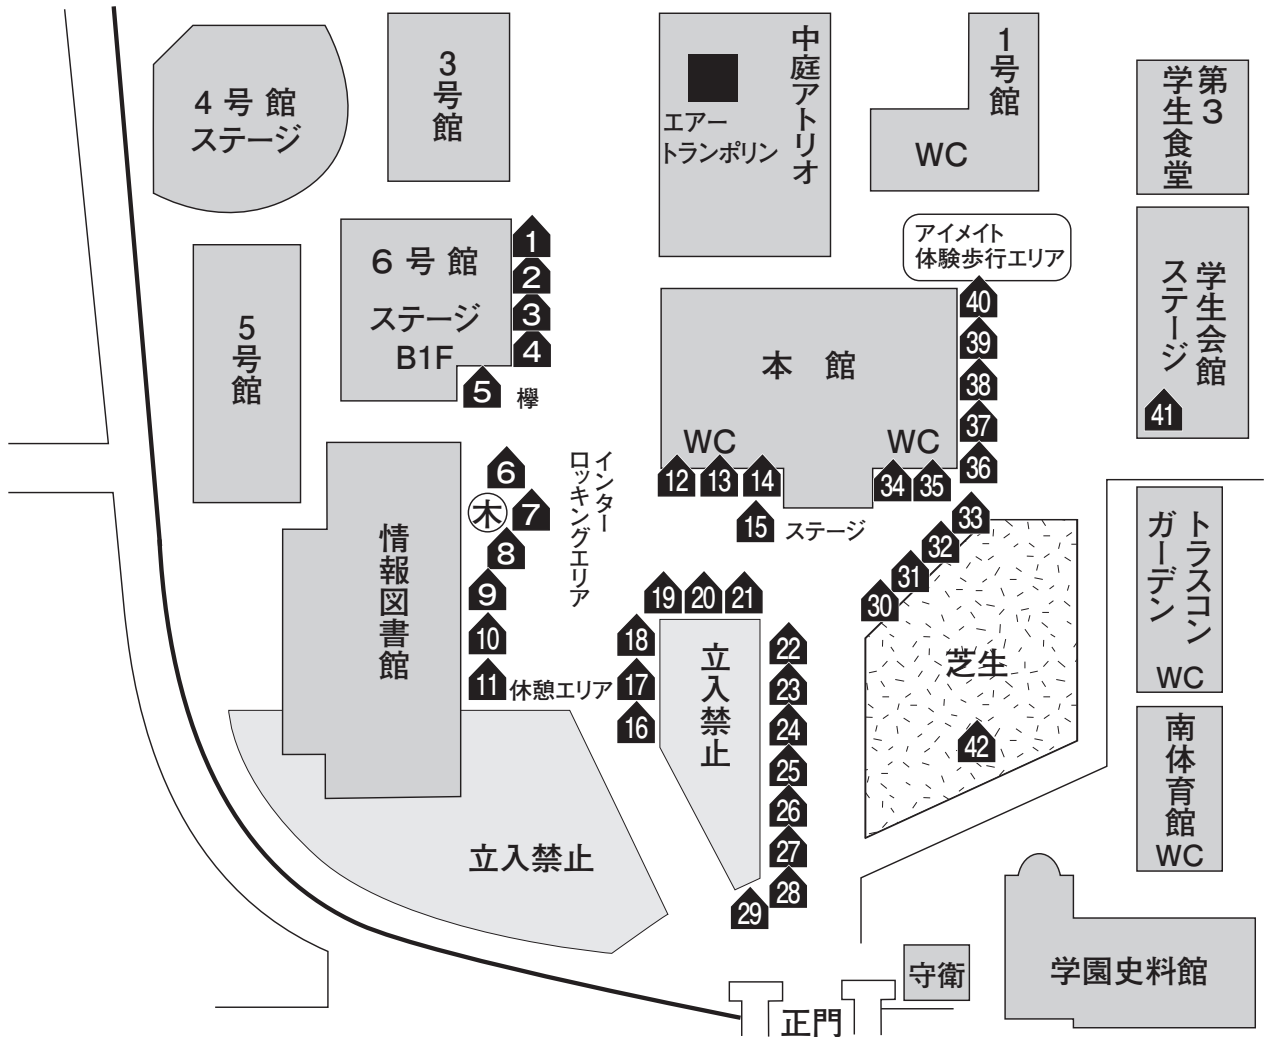 4号館
ステージ
3号館
中庭アトリオ
エアー
トランポリン
1号館
WC
第3
学生食堂
アイメイト
体験歩行エリア
6号館
ステージ
B1F
1
2
3
4
5
欅
5号館
本館
WC
WC
40
39
38
37
36
学生会館
ステージ
41
12
13
14
34
35
15
ステージ
6
木
7
8
9
10
11
インター
ロッキングエリア
休憩エリア
情報図書館
33
32
31
30
芝生
42
トラスコン
ガーデン
WC
19
20
21
18
17
16
立入禁止
22
23
24
25
26
27
28
29
南体育館
WC
立入禁止
守衛
学園史料館
正門